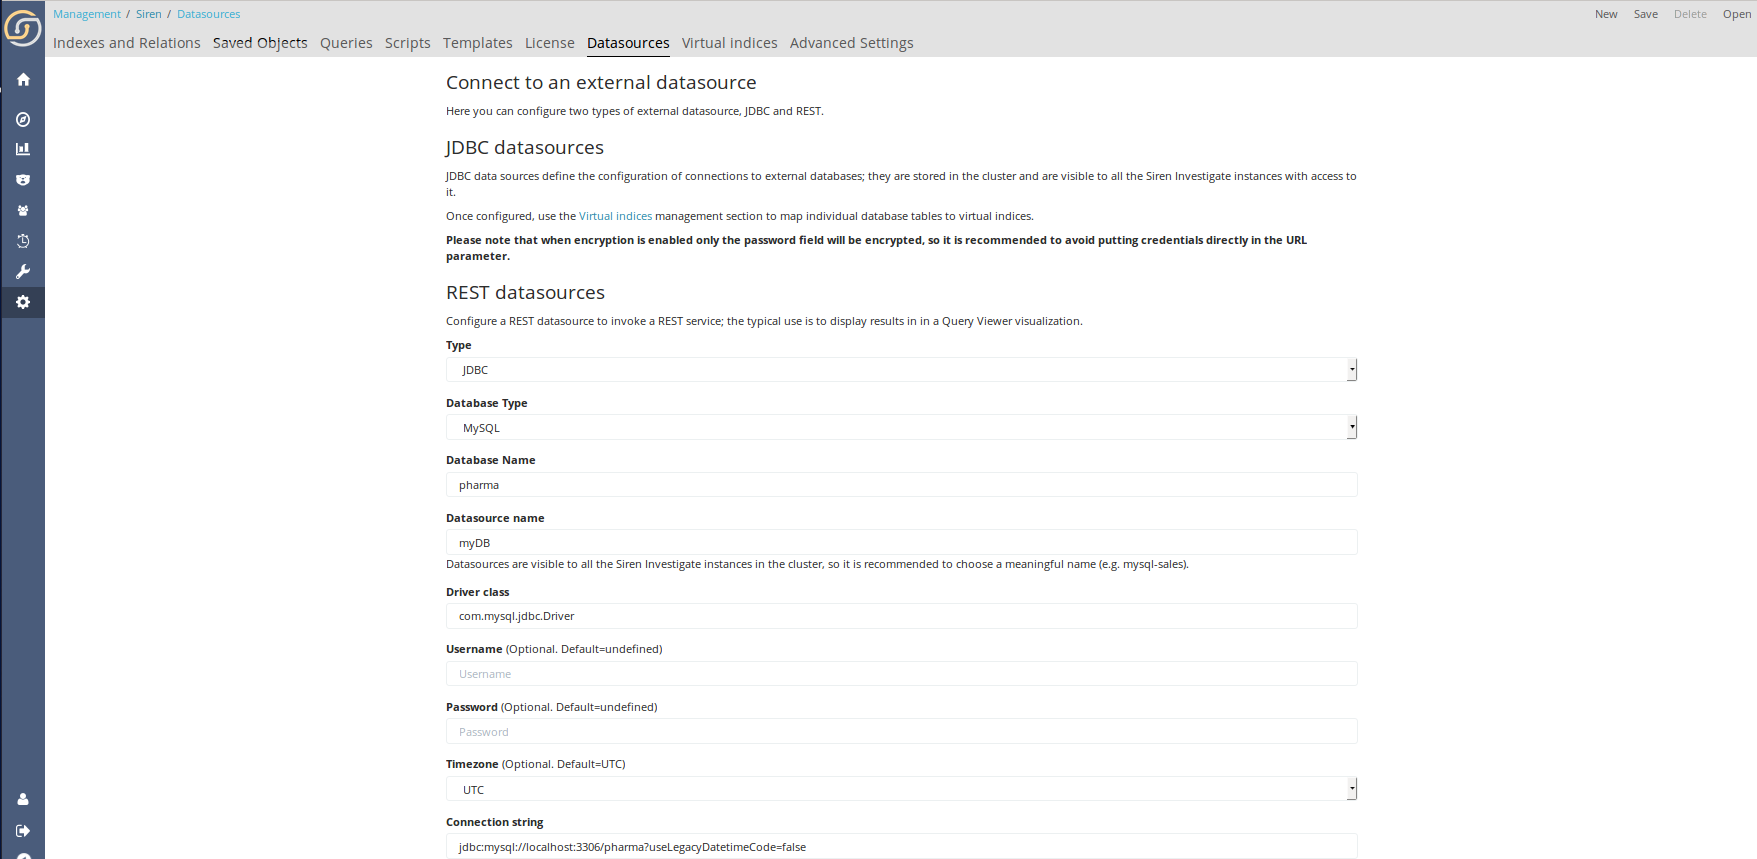 Management / Siren / Datasources
New Save Delete Open
Indexes and Relations Saved Objects Queries Scripts Templates License Datasources Virtual indices Advanced Settings
Connect to an external datasource
Here you can configure two types of external datasource, JDBC and REST.
JDBC datasources
JDBC data sources define the configuration of connections to external databases; they are stored in the cluster and are visible to all the Siren Investigate instances with access to
it.
Once configured, use the Virtual indices management section to map individual database tables to virtual indices.
Please note that when encryption is enabled only the password field will be encrypted, so it is recommended to avoid putting credentials directly in the URL
parameter.
REST datasources
Configure a REST datasource to invoke a REST service; the typical use is to display results in in a Query Viewer visualization.
Type
JDBC
Database Type
MySQL
Database Name
pharma
Datasource name
myDB
Datasources are visible to all the Siren Investigate instances in the cluster, so it is recommended to choose a meaningful name (e.g. mysql-sales).
Driver class
com.mysql.jdbc.Driver
Username (Optional. Default=undefined)
Username
Password (Optional. Default=undefined)
Password
Timezone (Optional. Default=UTC)
UTC
Connection string
jdbc:mysql://localhost:3306/pharma?useLegacyDatetimeCode=false